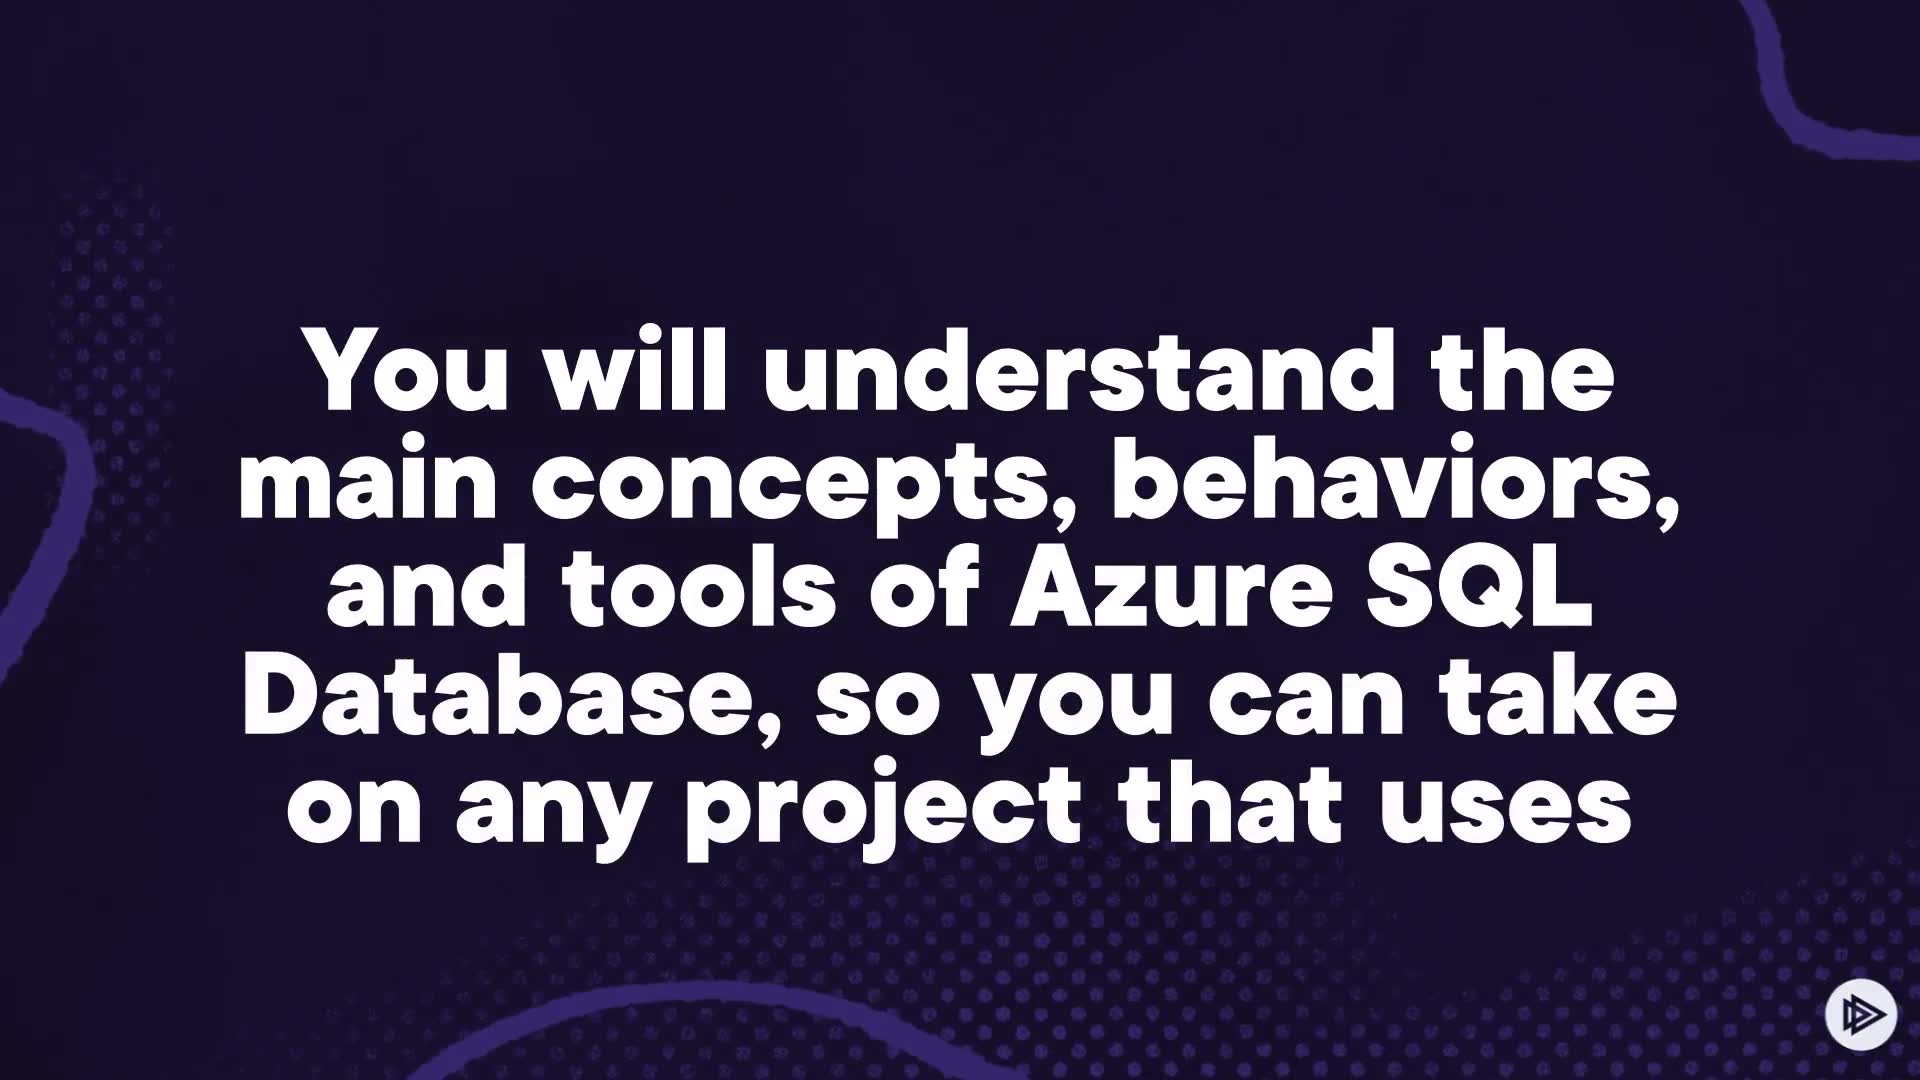 You will understand the
main concepts, behaviors,
and tools of Azure SQL
Database, so you can take
on any project that uses